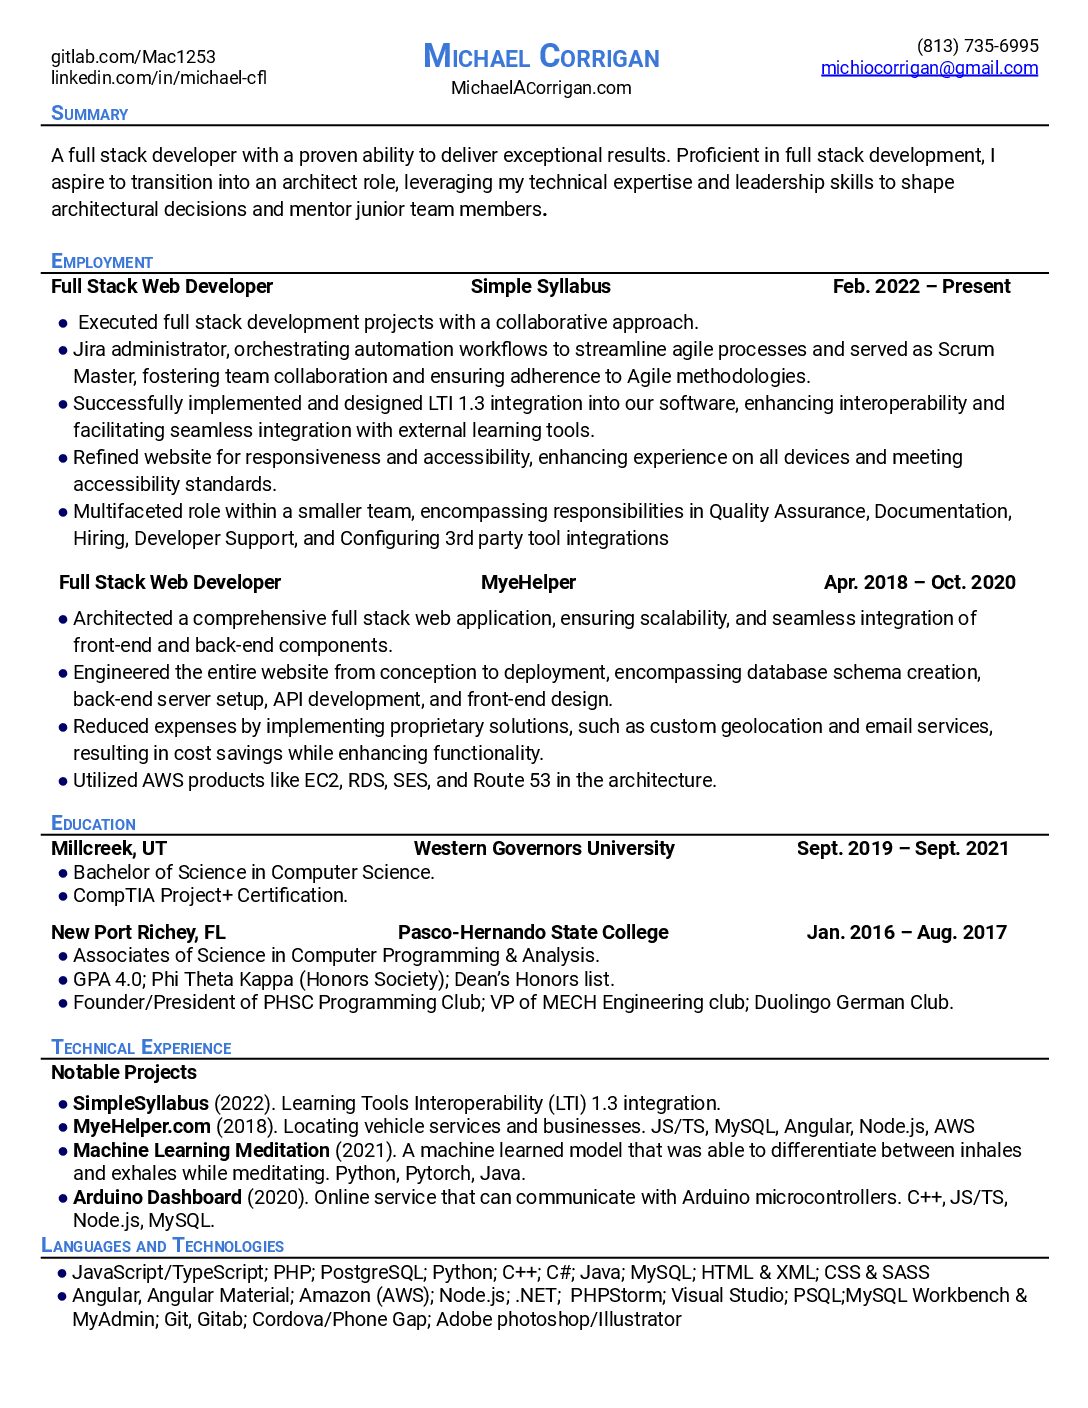 gitlab.com/Mac1253
linkedin.com/in/michael-cfl
Michael Corrigan
MichaelACorrigan.com
(813) 735-6995
michiocorrigan@gmail.com
Summary
A full stack developer with a proven ability to deliver exceptional results. Proficient in full stack development, I
aspire to transition into an architect role, leveraging my technical expertise and leadership skills to shape
architectural decisions and mentor junior team members.
Employment
Full Stack Web Developer Simple Syllabus Feb. 2022 – Present
● Executed full stack development projects with a collaborative approach.
● Jira administrator, orchestrating automation workflows to streamline agile processes and served as Scrum
Master, fostering team collaboration and ensuring adherence to Agile methodologies.
● Successfully implemented and designed LTI 1.3 integration into our software, enhancing interoperability and
facilitating seamless integration with external learning tools.
● Refined website for responsiveness and accessibility, enhancing experience on all devices and meeting
accessibility standards.
● Multifaceted role within a smaller team, encompassing responsibilities in Quality Assurance, Documentation,
Hiring, Developer Support, and Configuring 3rd party tool integrations
Full Stack Web Developer MyeHelper Apr. 2018 – Oct. 2020
● Architected a comprehensive full stack web application, ensuring scalability, and seamless integration of
front-end and back-end components.
● Engineered the entire website from conception to deployment, encompassing database schema creation,
back-end server setup, API development, and front-end design.
● Reduced expenses by implementing proprietary solutions, such as custom geolocation and email services,
resulting in cost savings while enhancing functionality.
● Utilized AWS products like EC2, RDS, SES, and Route 53 in the architecture.
Education
Millcreek, UT Western Governors University Sept. 2019 – Sept. 2021
● Bachelor of Science in Computer Science.
● CompTIA Project+ Certification.
New Port Richey, FL Pasco-Hernando State College Jan. 2016 – Aug. 2017
● Associates of Science in Computer Programming & Analysis.
● GPA 4.0; Phi Theta Kappa (Honors Society); Dean’s Honors list.
● Founder/President of PHSC Programming Club; VP of MECH Engineering club; Duolingo German Club.
Technical Experience
Notable Projects
● SimpleSyllabus (2022). Learning Tools Interoperability (LTI) 1.3 integration.
● MyeHelper.com (2018). Locating vehicle services and businesses. JS/TS, MySQL, Angular, Node.js, AWS
● Machine Learning Meditation (2021). A machine learned model that was able to differentiate between inhales
and exhales while meditating. Python, Pytorch, Java.
● Arduino Dashboard (2020). Online service that can communicate with Arduino microcontrollers. C++, JS/TS,
Node.js, MySQL.
Languages and Technologies
● JavaScript/TypeScript; PHP; PostgreSQL; Python; C++; C#; Java; MySQL; HTML & XML; CSS & SASS
● Angular, Angular Material; Amazon (AWS); Node.js; .NET; PHPStorm; Visual Studio; PSQL;MySQL Workbench &
MyAdmin; Git, Gitab; Cordova/Phone Gap; Adobe photoshop/Illustrator